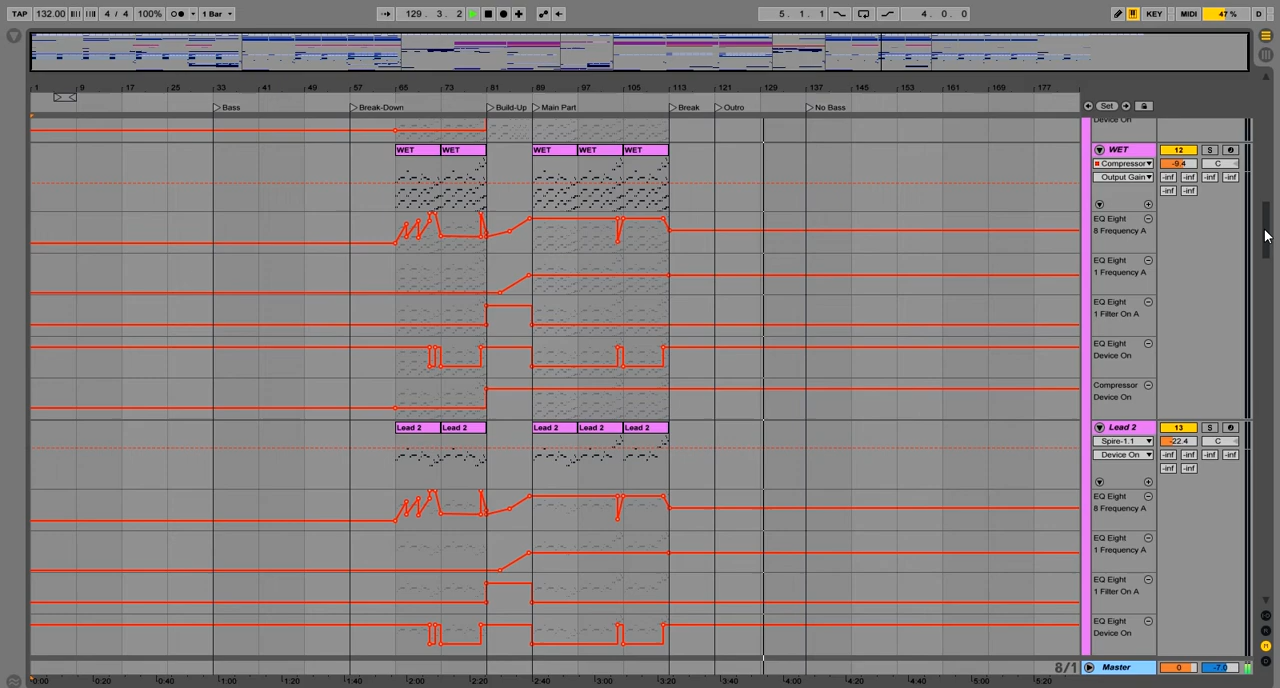 TAP 132.00 4 / 4 100% 1 Bar 129 . 3 . 2 5 . 1 . 1 4 . 0 . 0 KEY MIDI 47 % D
1 9 17 25 33 41 49 57 65 73 81 89 97 105 113 121 129 137 145 153 161 169 177
Bass Break-Down Build-Up Main Part Break Outro No Bass Set
Device On
WET WET WET WET WET WET 12 S
Compressor -9.4 C
Output Gain -inf -inf -inf -inf
-inf -inf
EQ Eight
8 Frequency A
EQ Eight
1 Frequency A
EQ Eight
1 Filter On A
EQ Eight
Device On
Compressor
Device On
Lead 2 Lead 2 Lead 2 Lead 2 Lead 2 Lead 2 13 S
Spire-1.1 -22.4 C
Device On -inf -inf -inf -inf
-inf -inf
EQ Eight
8 Frequency A
EQ Eight
1 Frequency A
EQ Eight
1 Filter On A
EQ Eight
Device On
8/1 Master 0 -7.0
0:00 0:20 0:40 1:00 1:20 1:40 2:00 2:20 2:40 3:00 3:20 3:40 4:00 4:20 4:40 5:00 5:20